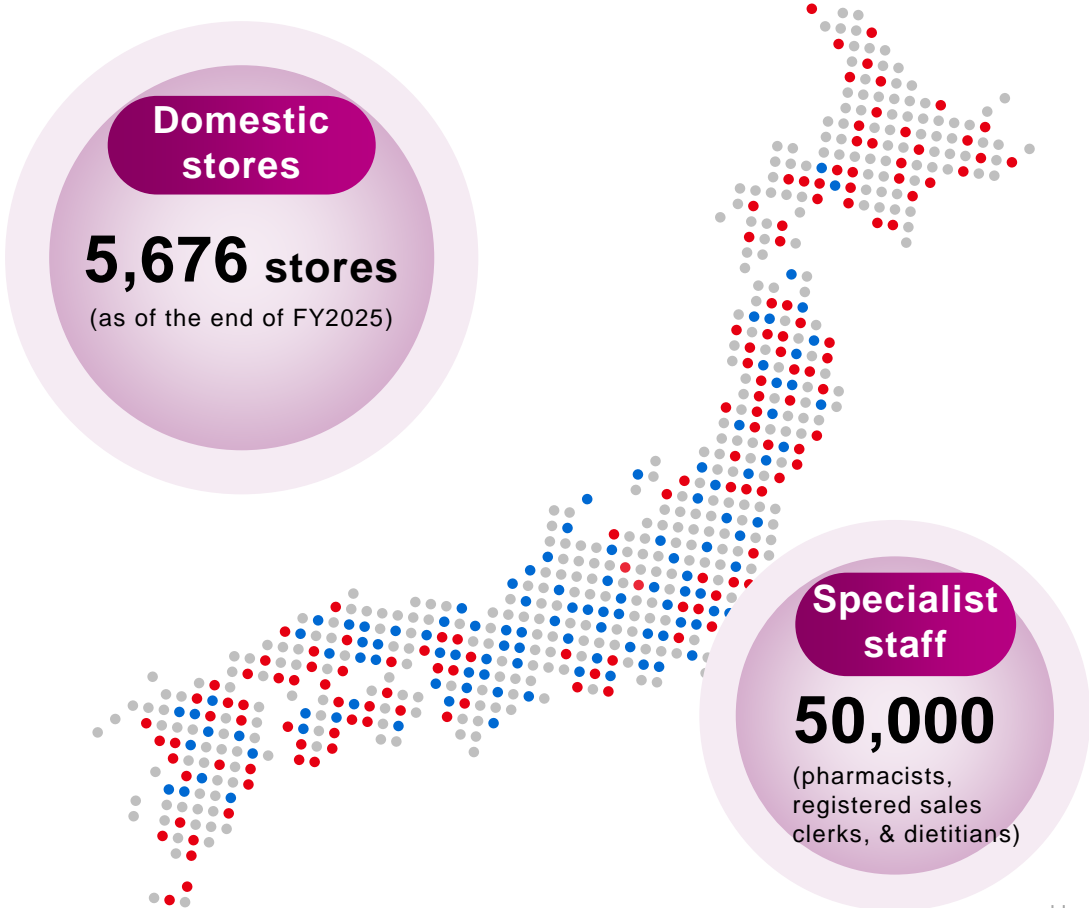 Domestic
stores
5,676 stores
(as of the end of FY2025)
Specialist
staff
50,000
(pharmacists,
registered sales
clerks, & dietitians)